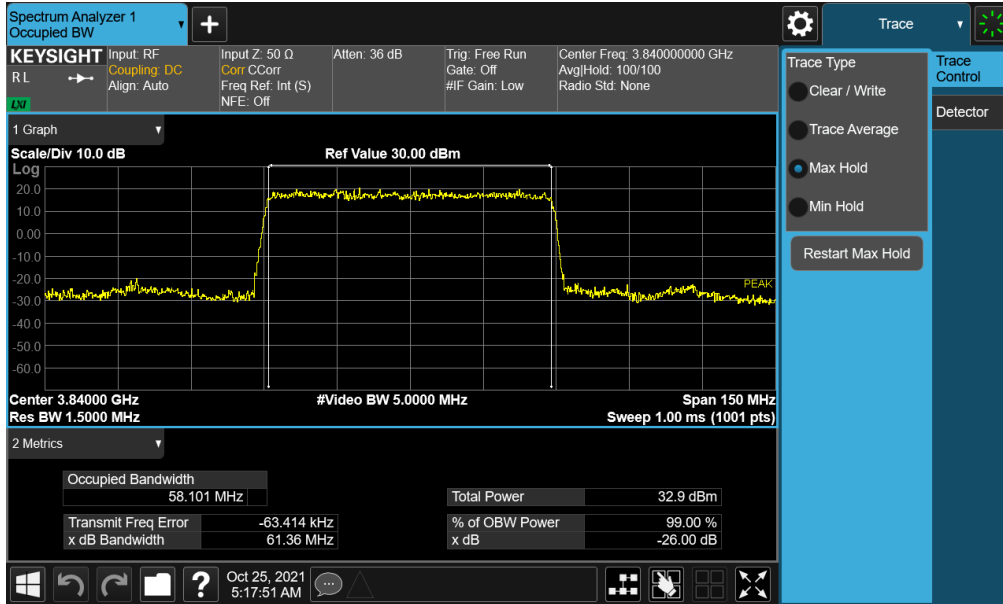 Spectrum Analyzer 1
Occupied BW
+
Trace
KEYSIGHT
R L
LXI
Input: RF
Coupling: DC
Align: Auto
Input Z: 50 Ω
Corr CCorr
Freq Ref: Int (S)
NFE: Off
Atten: 36 dB
Trig: Free Run
Gate: Off
#IF Gain: Low
Center Freq: 3.840000000 GHz
Avg|Hold: 100/100
Radio Std: None
Trace Type
Clear / Write
Trace Average
Max Hold
Min Hold
Restart Max Hold
Trace
Control
Detector
1 Graph
Scale/Div 10.0 dB
Ref Value 30.00 dBm
Log
20.0
10.0
0.00
-10.0
-20.0
-30.0
-40.0
-50.0
-60.0
PEAK
Center 3.84000 GHz
#Video BW 5.0000 MHz
Span 150 MHz
Res BW 1.5000 MHz
Sweep 1.00 ms (1001 pts)
2 Metrics
Occupied Bandwidth
58.101 MHz
Total Power 32.9 dBm
Transmit Freq Error -63.414 kHz
% of OBW Power 99.00 %
x dB Bandwidth 61.36 MHz
x dB -26.00 dB
?
Oct 25, 2021
5:17:51 AM